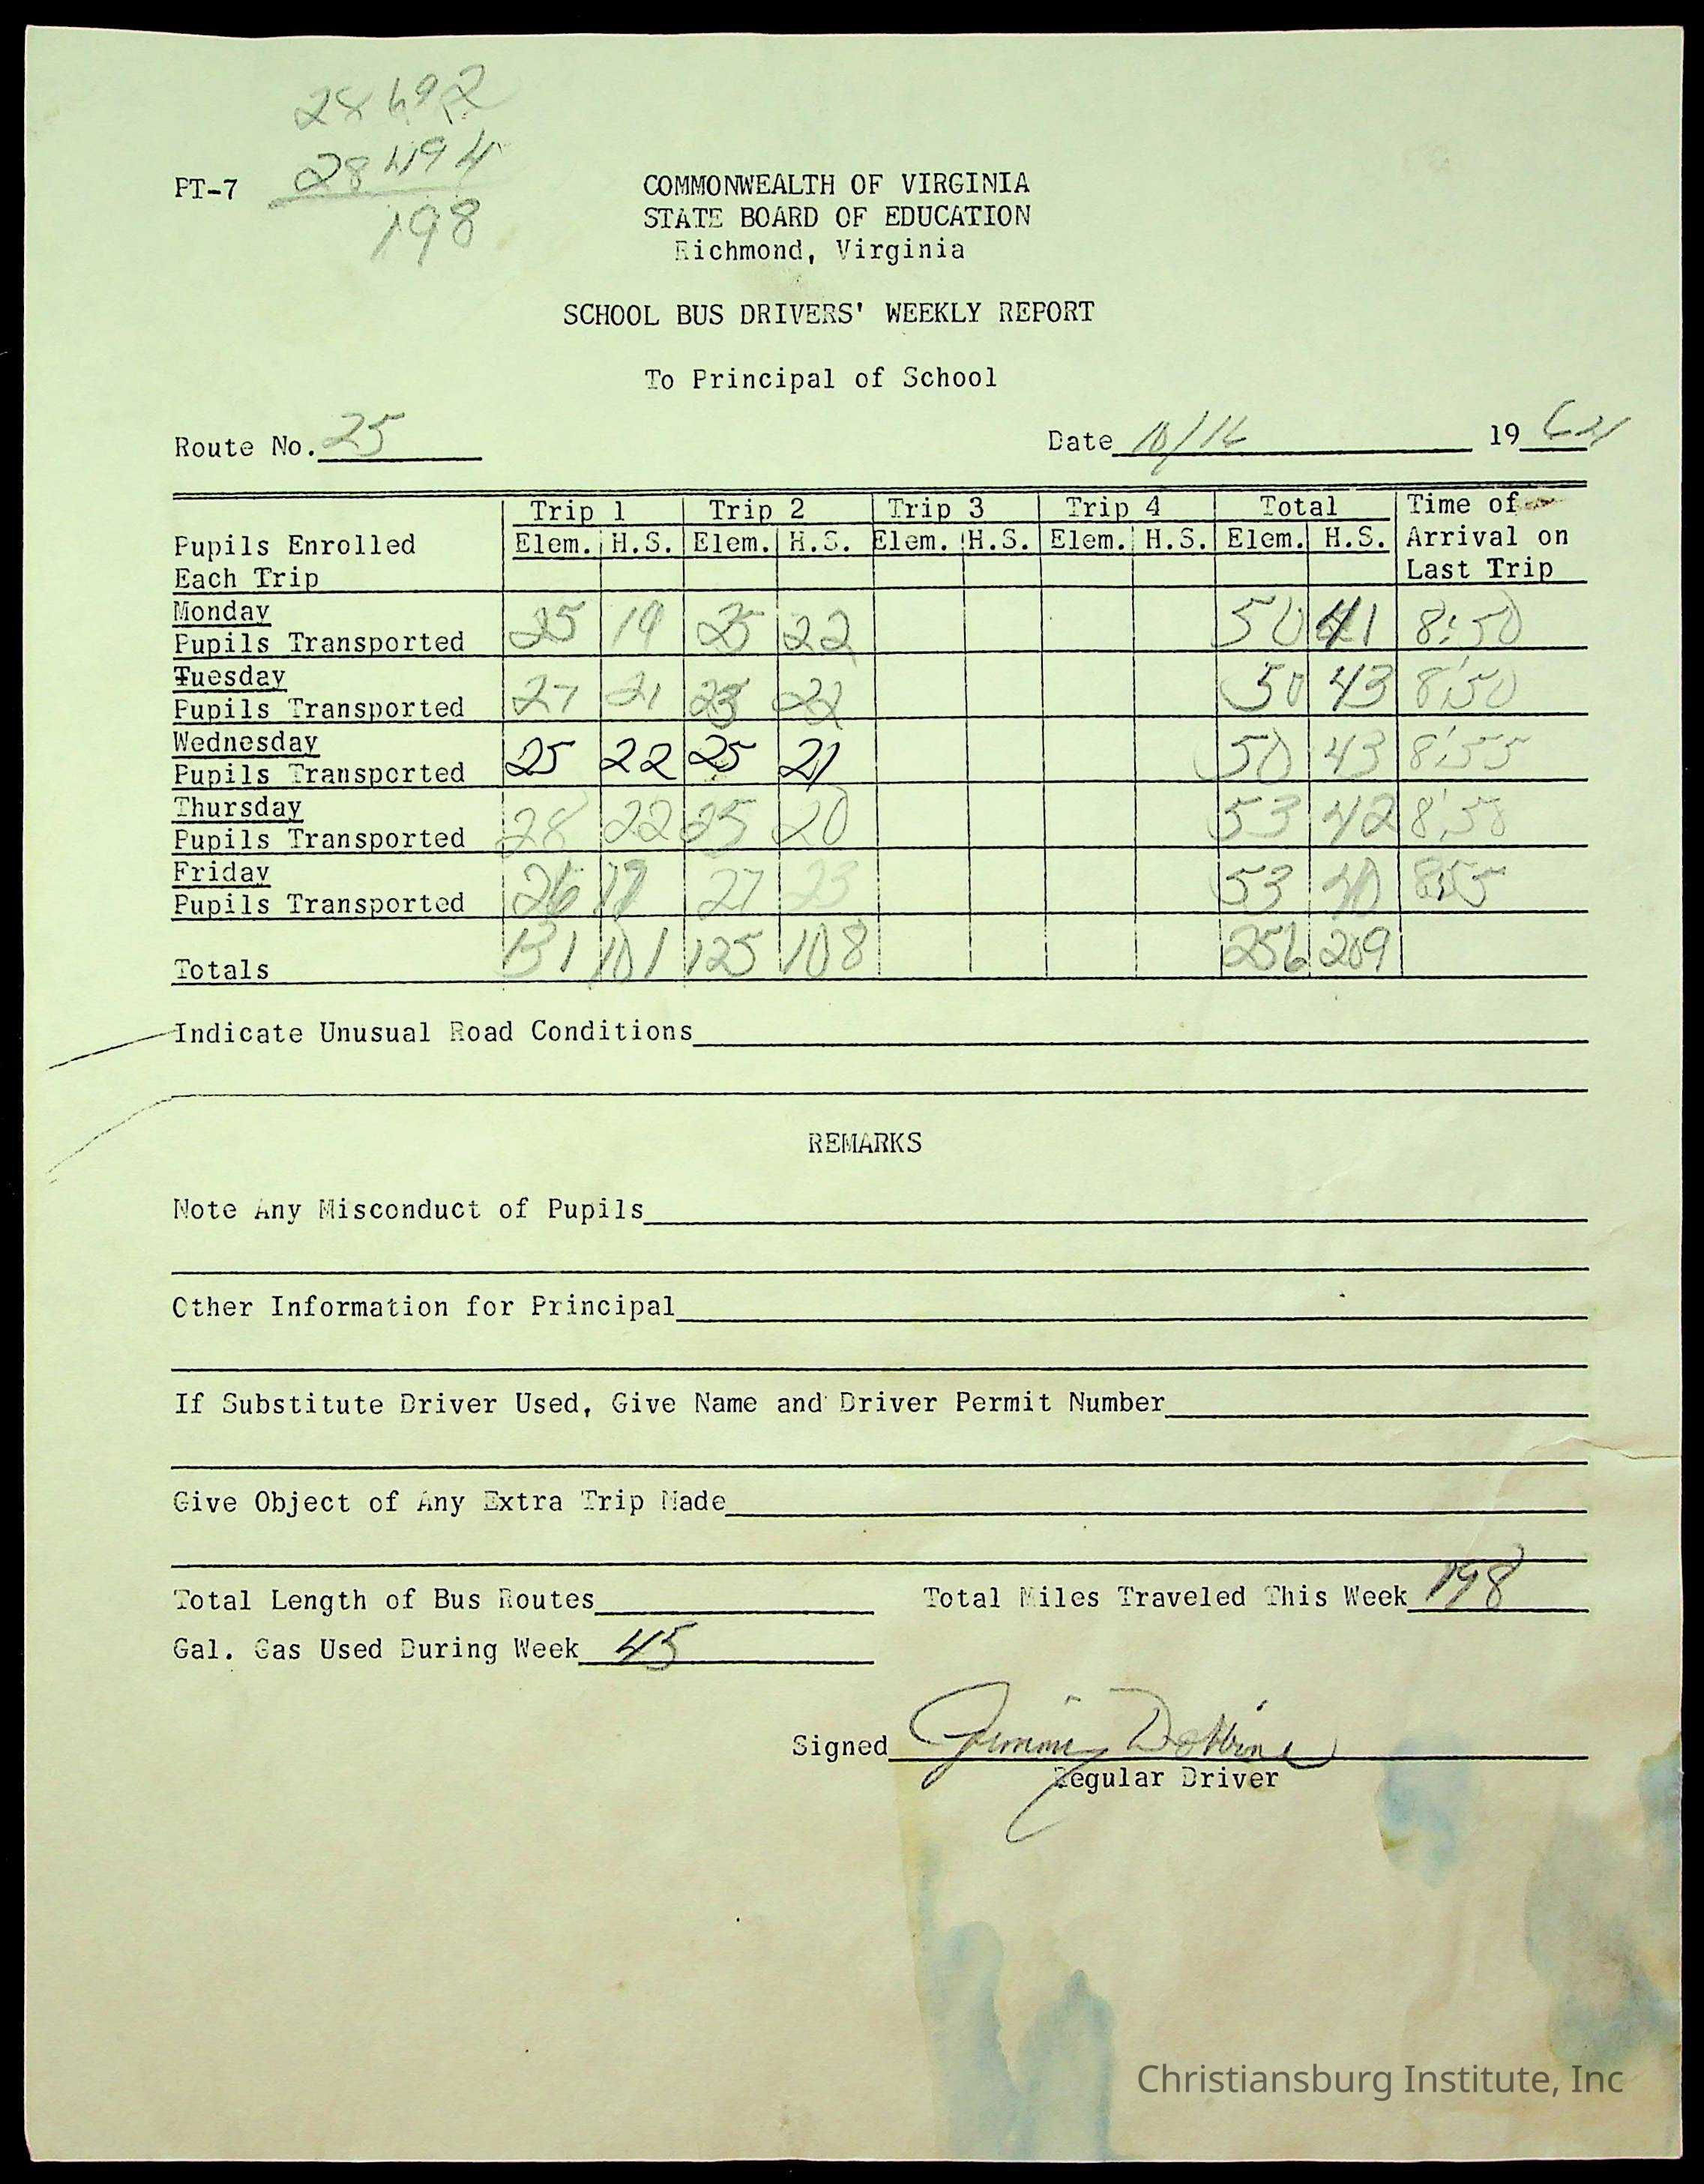 28692
28494
198
PT-7
COMMONWEALTH OF VIRGINIA
STATE BOARD OF EDUCATION
Richmond, Virginia
SCHOOL BUS DRIVERS' WEEKLY REPORT
To Principal of School
Route No. 25 Date 10/16 19 64
Trip 1 Trip 2 Trip 3 Trip 4 Total Time of
Pupils Enrolled Elem. H.S. Elem. H.S. Elem. H.S. Elem. H.S. Elem. H.S. Arrival on
Each Trip Last Trip
Monday
Pupils Transported 25 19 25 22 50 41 8:50
Tuesday
Pupils Transported 27 21 23 22 50 43 8:50
Wednesday
Pupils Transported 25 22 25 21 50 43 8:55
Thursday
Pupils Transported 28 22 25 20 53 42 8:50
Friday
Pupils Transported 26 17 27 23 53 40 8:55
Totals 131 101 125 108 256 209
Indicate Unusual Road Conditions
REMARKS
Note Any Misconduct of Pupils
Other Information for Principal
If Substitute Driver Used, Give Name and Driver Permit Number
Give Object of Any Extra Trip Made
Total Length of Bus Routes Total Miles Traveled This Week 198
Gal. Gas Used During Week 45
Signed Jimmy Dobbins
Regular Driver
Christiansburg Institute, Inc